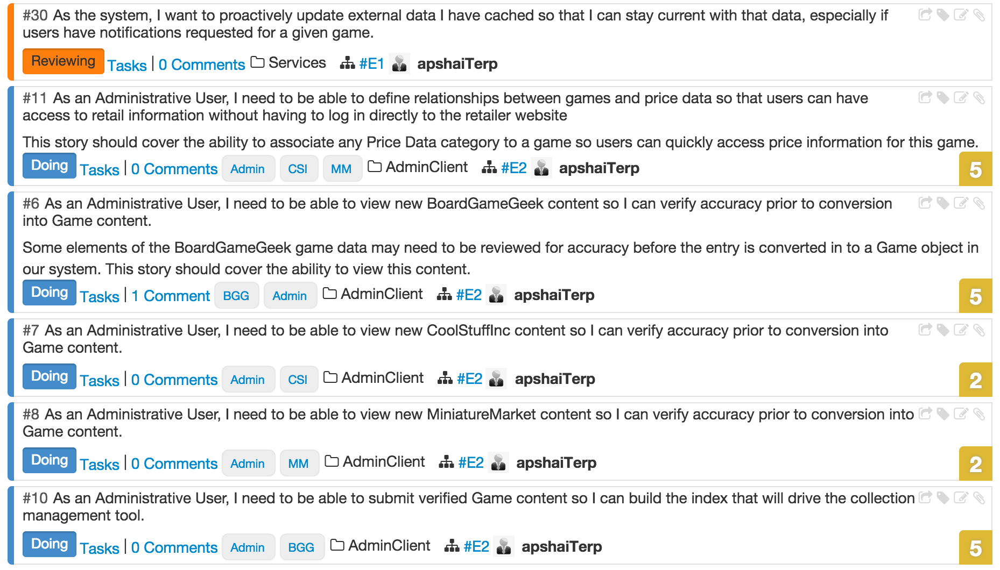 #30 As the system, I want to proactively update external data I have cached so that I can stay current with that data, especially if
users have notifications requested for a given game.
Reviewing Tasks | 0 Comments Services #E1 apshaiTerp
#11 As an Administrative User, I need to be able to define relationships between games and price data so that users can have
access to retail information without having to log in directly to the retailer website
This story should cover the ability to associate any Price Data category to a game so users can quickly access price information for this game.
Doing Tasks | 0 Comments Admin CSI MM AdminClient #E2 apshaiTerp 5
#6 As an Administrative User, I need to be able to view new BoardGameGeek content so I can verify accuracy prior to conversion
into Game content.
Some elements of the BoardGameGeek game data may need to be reviewed for accuracy before the entry is converted in to a Game object in
our system. This story should cover the ability to view this content.
Doing Tasks | 1 Comment BGG Admin AdminClient #E2 apshaiTerp 5
#7 As an Administrative User, I need to be able to view new CoolStuffInc content so I can verify accuracy prior to conversion into
Game content.
Doing Tasks | 0 Comments Admin CSI AdminClient #E2 apshaiTerp 2
#8 As an Administrative User, I need to be able to view new MiniatureMarket content so I can verify accuracy prior to conversion into
Game content.
Doing Tasks | 0 Comments Admin MM AdminClient #E2 apshaiTerp 2
#10 As an Administrative User, I need to be able to submit verified Game content so I can build the index that will drive the collection
management tool.
Doing Tasks | 0 Comments Admin BGG AdminClient #E2 apshaiTerp 5